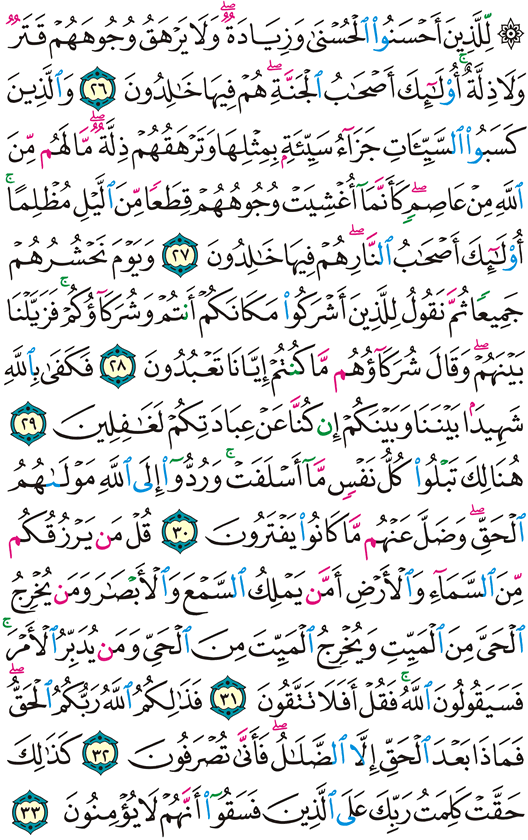 ۞ لِّلَّذِينَ أَحْسَنُوا۟ ٱلْحُسْنَىٰ وَزِيَادَةٌۖ وَلَا يَرْهَقُ وُجُوهَهُمْ قَتَرٌ
وَلَا ذِلَّةٌۚ أُو۟لَـٰٓئِكَ أَصْحَـٰبُ ٱلْجَنَّةِۖ هُمْ فِيهَا خَـٰلِدُونَ ٢٦ وَٱلَّذِينَ
كَسَبُوا۟ ٱلسَّيِّـَٔاتِ جَزَآءُ سَيِّئَةٍۭ بِمِثْلِهَا وَتَرْهَقُهُمْ ذِلَّةٌۖ مَّا لَهُم مِّنَ
ٱللَّهِ مِنْ عَاصِمٍۖ كَأَنَّمَآ أُغْشِيَتْ وُجُوهُهُمْ قِطَعًا مِّنَ ٱلَّيْلِ مُظْلِمًاۚ
أُو۟لَـٰٓئِكَ أَصْحَـٰبُ ٱلنَّارِۖ هُمْ فِيهَا خَـٰلِدُونَ ٢٧ وَيَوْمَ نَحْشُرُهُمْ
جَمِيعًا ثُمَّ نَقُولُ لِلَّذِينَ أَشْرَكُوا۟ مَكَانَكُمْ أَنتُمْ وَشُرَكَآؤُكُمْۚ فَزَيَّلْنَا
بَيْنَهُمْۖ وَقَالَ شُرَكَآؤُهُم مَّا كُنتُمْ إِيَّانَا تَعْبُدُونَ ٢٨ فَكَفَىٰ بِٱللَّهِ
شَهِيدًۢا بَيْنَنَا وَبَيْنَكُمْ إِن كُنَّا عَنْ عِبَادَتِكُمْ لَغَـٰفِلِينَ ٢٩
هُنَالِكَ تَبْلُوا۟ كُلُّ نَفْسٍ مَّآ أَسْلَفَتْۚ وَرُدُّوٓا۟ إِلَى ٱللَّهِ مَوْلَىٰهُمُ
ٱلْحَقِّۖ وَضَلَّ عَنْهُم مَّا كَانُوا۟ يَفْتَرُونَ ٣٠ قُلْ مَن يَرْزُقُكُم
مِّنَ ٱلسَّمَآءِ وَٱلْأَرْضِ أَمَّن يَمْلِكُ ٱلسَّمْعَ وَٱلْأَبْصَـٰرَ وَمَن يُخْرِجُ
ٱلْحَىَّ مِنَ ٱلْمَيِّتِ وَيُخْرِجُ ٱلْمَيِّتَ مِنَ ٱلْحَىِّ وَمَن يُدَبِّرُ ٱلْأَمْرَۚ
فَسَيَقُولُونَ ٱللَّهُۚ فَقُلْ أَفَلَا تَتَّقُونَ ٣١ فَذَٰلِكُمُ ٱللَّهُ رَبُّكُمُ ٱلْحَقُّۖ
فَمَاذَا بَعْدَ ٱلْحَقِّ إِلَّا ٱلضَّلَـٰلُۖ فَأَنَّىٰ تُصْرَفُونَ ٣٢ كَذَٰلِكَ
حَقَّتْ كَلِمَتُ رَبِّكَ عَلَى ٱلَّذِينَ فَسَقُوٓا۟ أَنَّهُمْ لَا يُؤْمِنُونَ ٣٣